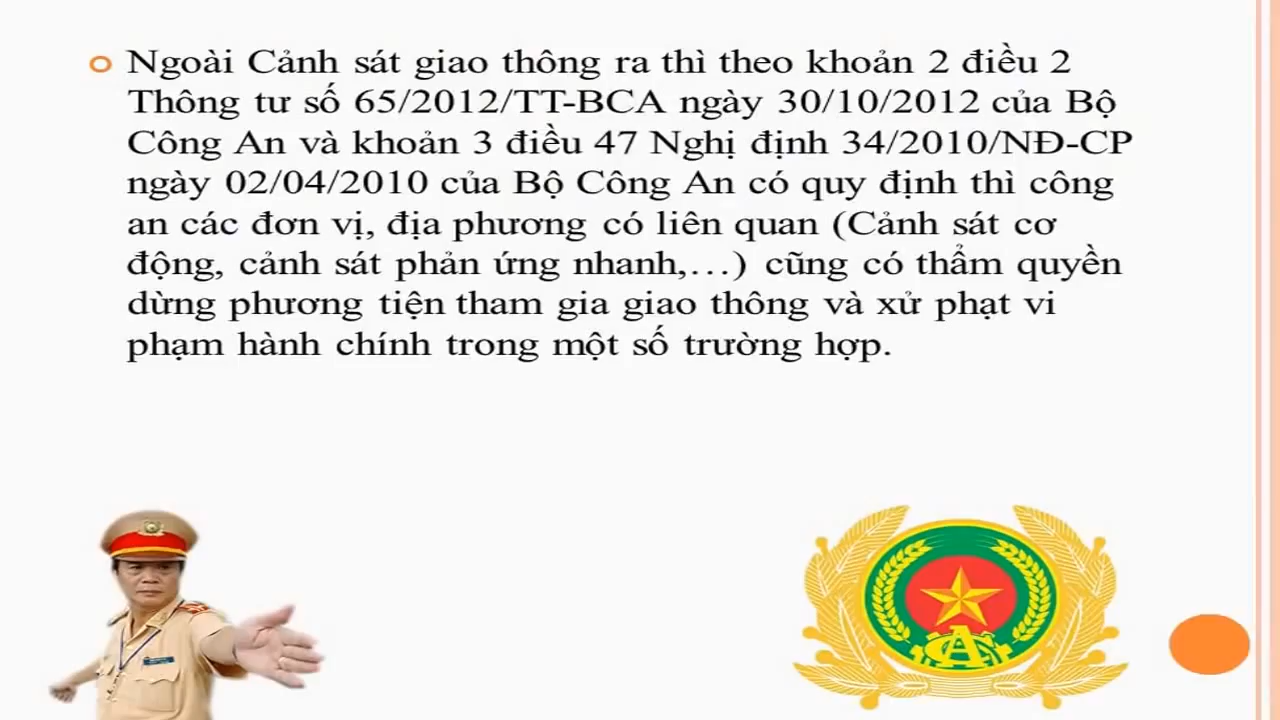 Ngoài Cảnh sát giao thông ra thì theo khoản 2 điều 2
Thông tư số 65/2012/TT-BCA ngày 30/10/2012 của Bộ
Công An và khoản 3 điều 47 Nghị định 34/2010/NĐ-CP
ngày 02/04/2010 của Bộ Công An có quy định thì công
an các đơn vị, địa phương có liên quan (Cảnh sát cơ
động, cảnh sát phản ứng nhanh,…) cũng có thẩm quyền
dừng phương tiện tham gia giao thông và xử phạt vi
phạm hành chính trong một số trường hợp.
CA